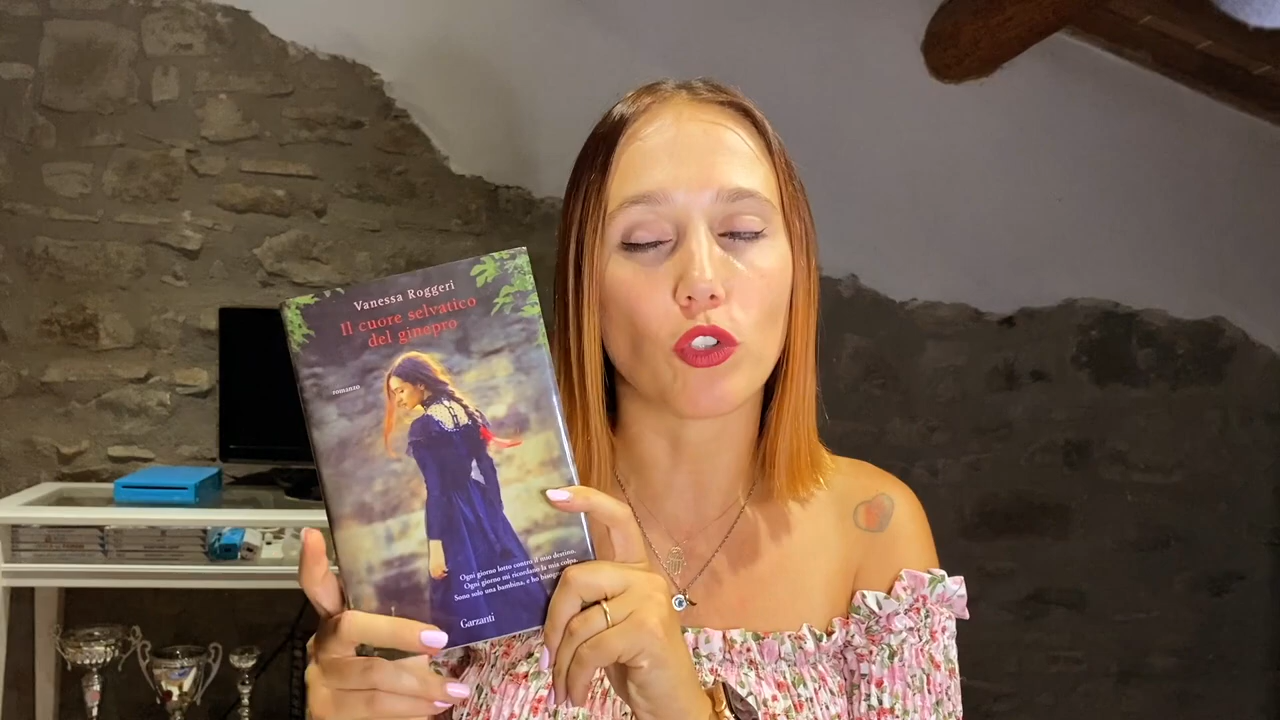 Vanessa Roggeri
Il cuore selvatico
del ginepro
romanzo
Ogni giorno lotto contro il mio destino.
Ogni giorno mi ricordano la mia colpa.
Sono solo una bambina, e ho
Garzanti